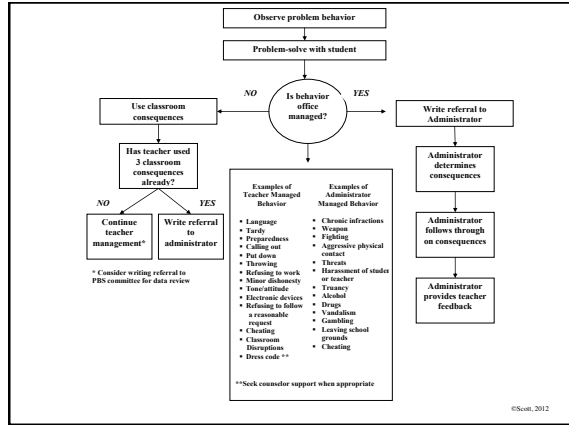 Observe problem behavior
Problem-solve with student
NO
Is behavior
office
managed?
YES
Use classroom
consequences
Write referral to
Administrator
Has teacher used
3 classroom
consequences
already?
NO
YES
Continue
teacher
management*
Write referral
to
administrator
* Consider writing referral to
PBS committee for data review
Examples of
Teacher Managed
Behavior
▪ Language
▪ Tardy
▪ Preparedness
▪ Calling out
▪ Put down
▪ Throwing
▪ Refusing to work
▪ Minor dishonesty
▪ Tone/attitude
▪ Electronic devices
▪ Refusing to follow
a reasonable
request
▪ Cheating
▪ Classroom
Disruptions
▪ Dress code **
Examples of
Administrator
Managed Behavior
▪ Chronic infractions
▪ Weapon
▪ Fighting
▪ Aggressive physical
contact
▪ Threats
▪ Harassment of studen
or teacher
▪ Truancy
▪ Alcohol
▪ Drugs
▪ Vandalism
▪ Gambling
▪ Leaving school
grounds
▪ Cheating
**Seek counselor support when appropriate
Administrator
determines
consequences
Administrator
follows through
on consequences
Administrator
provides teacher
feedback
©Scott, 2012